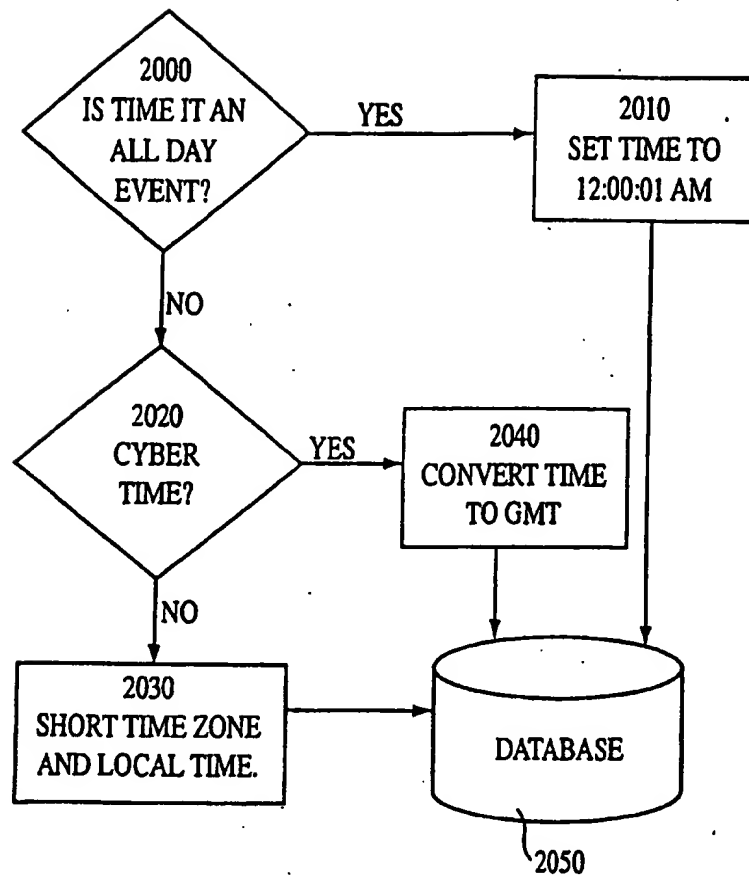 2000
IS TIME IT AN
ALL DAY
EVENT?
YES
2010
SET TIME TO
12:00:01 AM
NO
2020
CYBER
TIME?
YES
2040
CONVERT TIME
TO GMT
NO
2030
SHORT TIME ZONE
AND LOCAL TIME.
DATABASE
2050